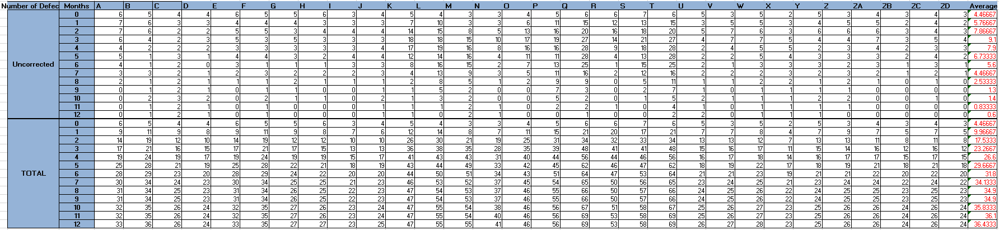 Number of Defec Months A B C D E F G H I J K L M N O P Q R S T U V W X Y Z ZA ZB ZC ZD Average
0 6 5 4 4 6 5 5 6 3 4 5 4 3 3 4 5 6 6 7 6 5 3 5 2 5 3 4 3 4 3 4.46667
1 7 6 3 3 4 4 4 3 3 3 7 10 3 3 6 11 15 12 13 15 3 5 5 3 4 5 5 2 4 2 5.76667
2 7 6 2 2 5 5 3 4 4 4 14 15 8 5 13 16 20 16 18 20 5 7 6 3 6 6 6 3 4 3 7.86667
3 6 4 2 3 5 3 5 3 3 3 18 18 15 10 17 19 27 14 21 27 4 7 7 5 4 4 7 3 5 4 9.1
4 4 2 2 2 3 3 3 3 3 4 17 19 16 8 16 16 28 9 18 28 2 4 5 5 2 3 4 2 3 3 7.9
5 5 1 3 1 4 4 3 2 4 4 12 14 16 4 11 11 28 4 13 28 2 2 5 4 3 3 3 2 4 2 6.73333
Uncorrected 6 4 1 2 0 3 1 1 1 3 3 8 16 15 2 7 13 25 1 15 25 2 1 3 3 3 2 3 1 3 1 5.6
7 3 3 2 1 2 3 2 2 2 3 4 13 9 3 5 11 16 2 12 16 2 2 2 3 2 3 2 1 2 1 4.46667
8 2 1 2 1 1 1 2 1 1 1 2 8 5 1 2 9 9 0 5 11 1 1 2 2 1 2 1 0 1 0 2.53333
9 0 1 2 1 0 1 1 0 0 1 1 5 2 0 0 7 3 0 2 7 1 0 1 1 1 1 0 0 0 0 1.3
10 0 2 3 2 0 2 1 1 0 2 1 3 2 0 0 5 2 0 1 5 2 1 1 1 2 2 0 0 1 0 1.4
11 0 1 2 1 0 1 0 0 0 1 1 1 2 0 0 2 2 1 0 4 0 1 1 1 1 1 1 0 0 0 0.83333
12 0 1 2 1 0 1 0 0 0 1 1 0 2 1 0 0 1 0 0 2 2 0 1 1 1 0 0 0 0 0 0.6
0 6 5 4 4 6 5 5 6 3 4 5 4 3 3 4 5 6 6 7 6 5 3 5 2 5 3 4 3 4 3 4.46667
1 9 11 9 8 9 11 9 8 7 6 12 14 8 7 11 15 21 20 17 21 7 7 8 4 7 9 7 5 7 5 9.96667
2 14 19 12 10 14 19 12 12 10 10 26 30 21 19 25 31 34 32 33 34 13 13 12 7 13 13 11 8 11 8 17.5333
3 17 21 16 15 17 21 17 15 13 13 36 38 35 28 35 39 48 41 41 48 15 16 17 11 15 14 16 12 16 12 23.2667
4 19 24 19 17 19 24 19 19 15 17 41 43 43 31 40 44 56 44 46 56 16 17 18 14 16 17 17 15 17 15 26.6
5 25 28 21 19 25 28 22 21 18 19 43 44 49 33 42 45 62 46 47 62 18 19 22 17 18 19 21 18 21 18 29.6667
TOTAL 6 28 29 23 20 28 29 24 22 20 20 44 50 51 34 43 51 64 47 53 64 21 21 23 19 21 21 22 20 22 20 31.8
7 30 34 24 23 30 34 25 25 21 23 46 53 52 37 45 54 65 50 56 65 23 24 25 21 23 24 24 22 24 22 34.1333
8 31 34 25 23 31 34 26 25 22 23 47 54 53 37 46 55 66 50 57 66 24 25 26 22 24 25 25 23 25 23 34.9
9 31 34 25 23 31 34 26 25 22 23 47 54 53 37 46 55 66 50 57 66 24 25 26 22 24 25 25 23 25 23 34.9
10 32 35 26 24 32 35 27 26 23 24 47 55 54 38 46 56 67 51 58 67 25 26 27 23 25 26 26 24 26 24 35.8333
11 32 35 26 24 32 35 27 26 23 24 47 55 54 40 46 56 69 53 58 69 25 26 27 23 25 26 26 24 26 24 36.1
12 33 36 26 24 33 35 27 27 23 25 47 55 55 41 46 56 69 53 58 69 26 27 28 23 25 26 26 24 26 24 36.4333